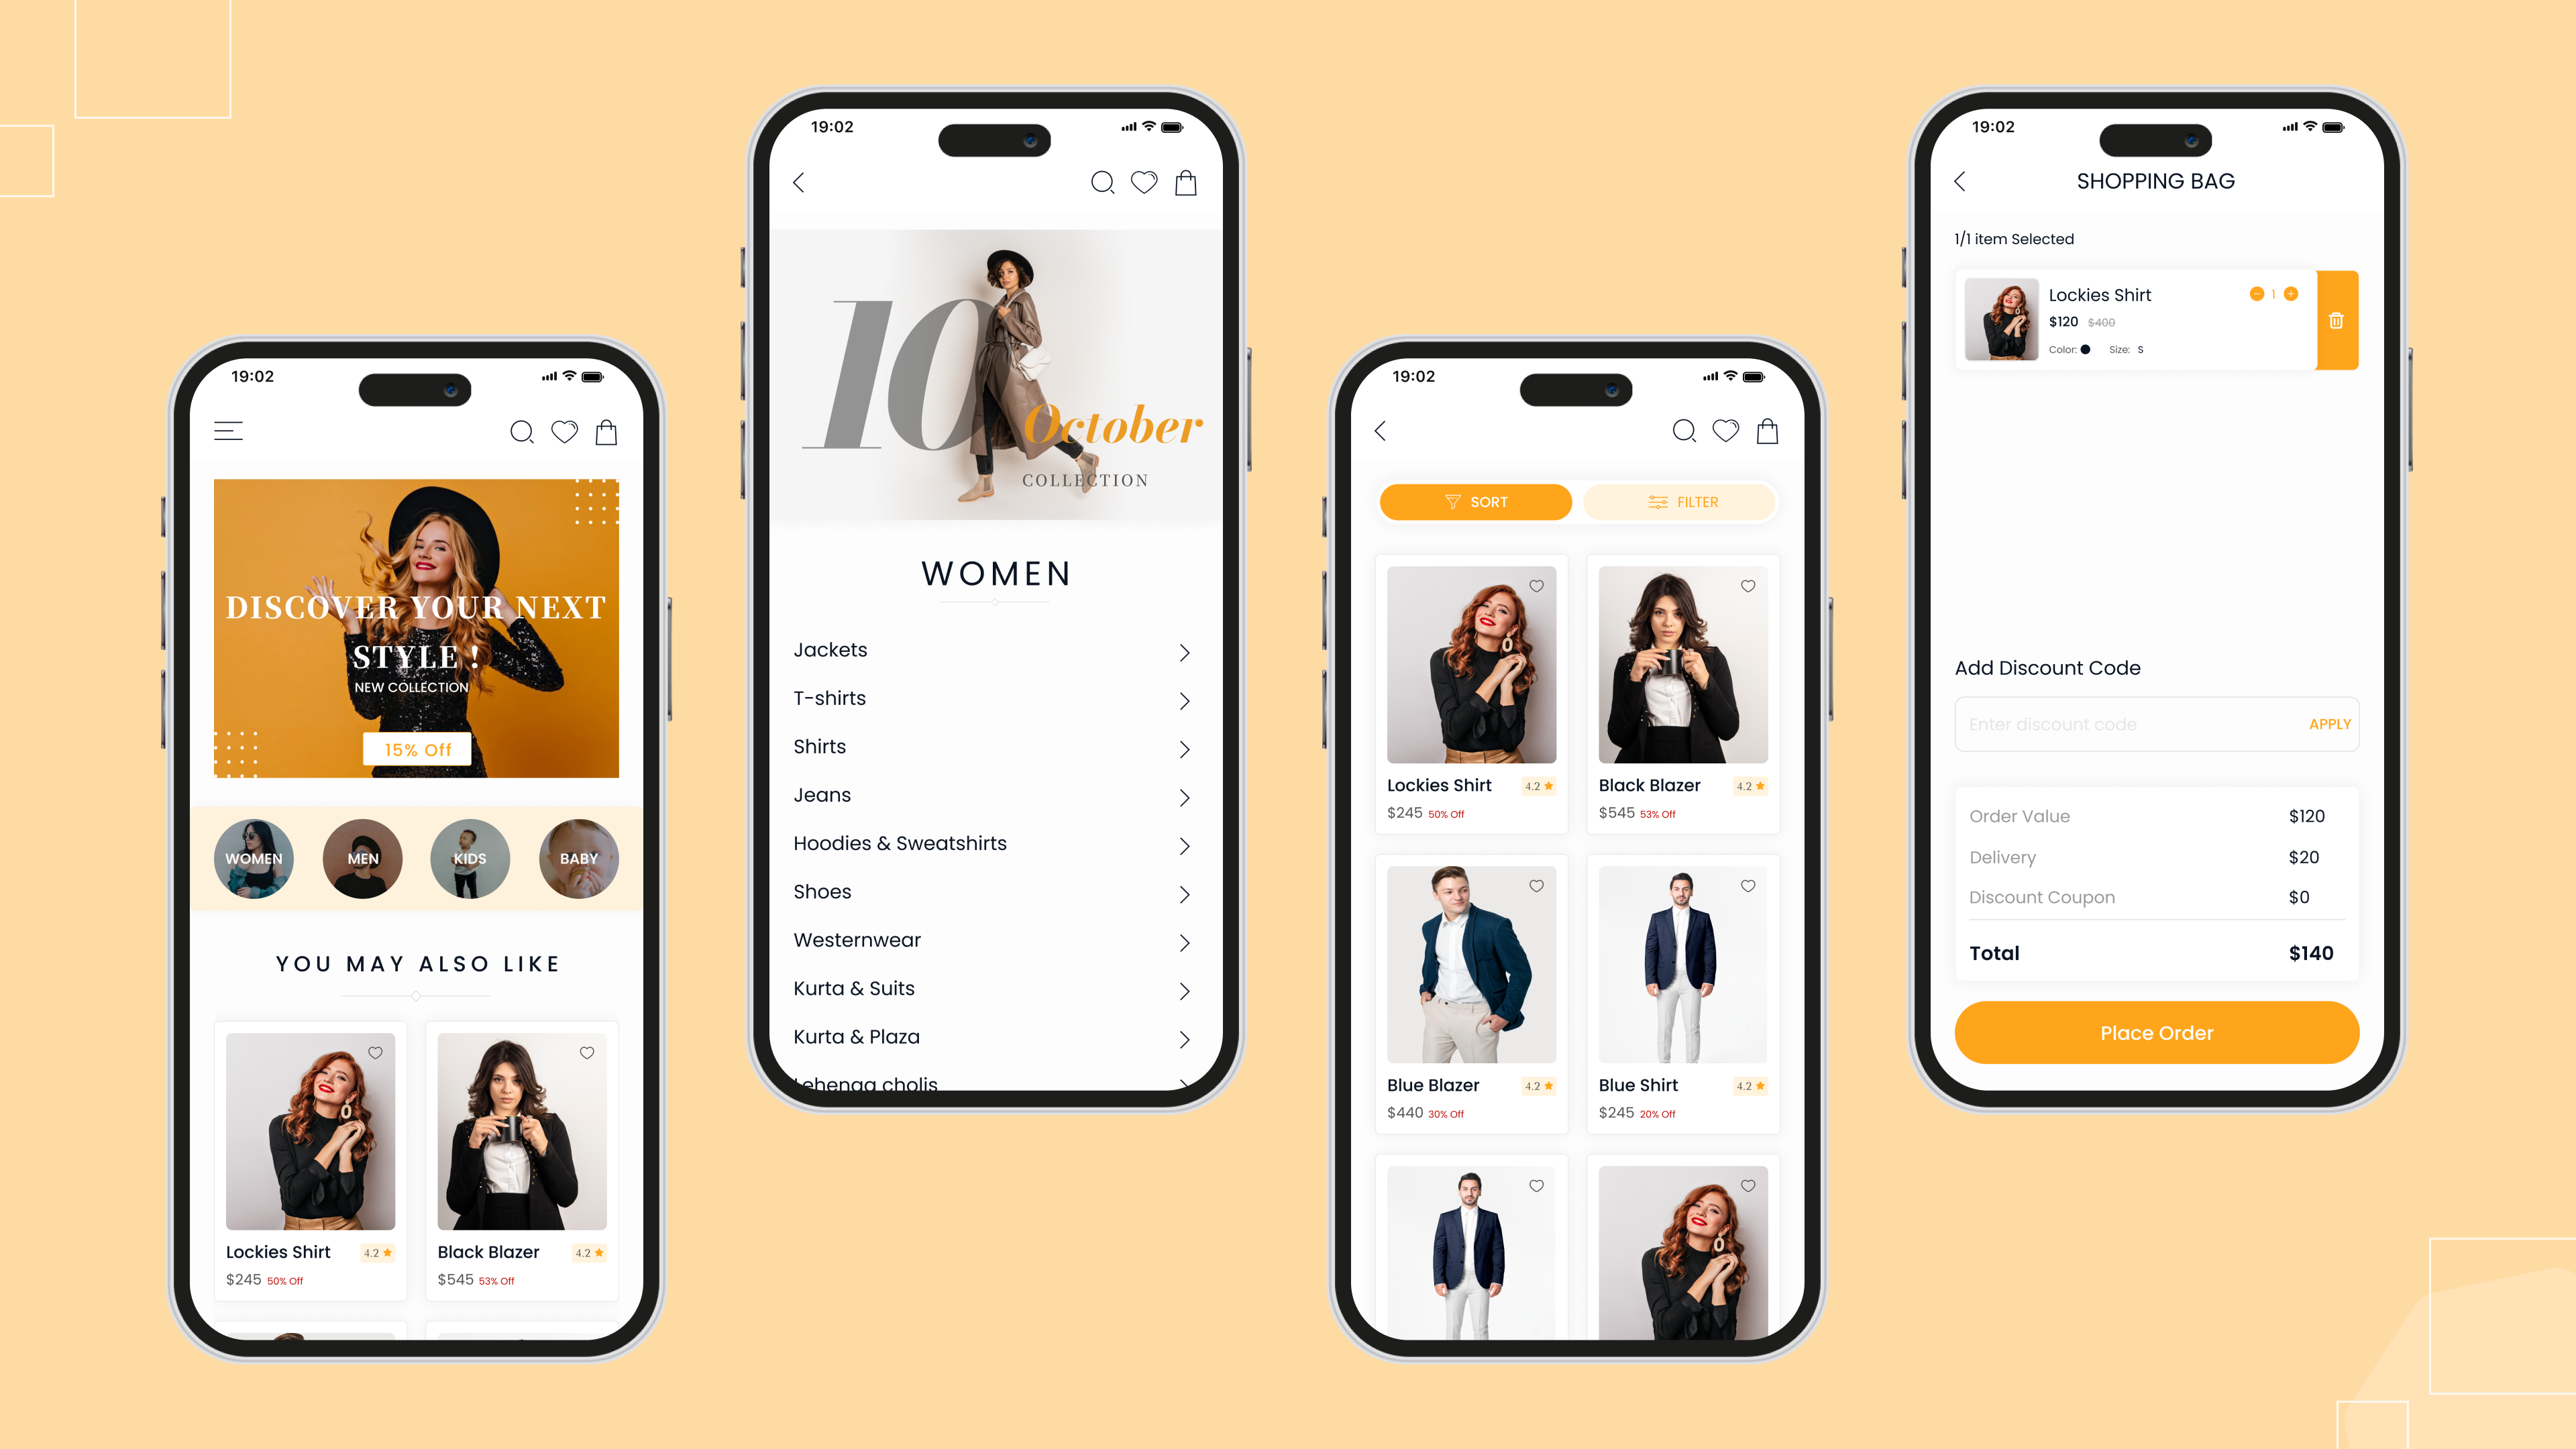 19:02
DISCOVER YOUR NEXT
STYLE !
NEW COLLECTION
15% Off
WOMEN MEN KIDS BABY
YOU MAY ALSO LIKE
Lockies Shirt 4.2
$245 50% Off
Black Blazer 4.2
$545 53% Off
19:02
10
October
COLLECTION
WOMEN
Jackets
T-shirts
Shirts
Jeans
Hoodies & Sweatshirts
Shoes
Westernwear
Kurta & Suits
Kurta & Plaza
Lehenga cholis
19:02
SORT FILTER
Lockies Shirt 4.2
$245 50% Off
Black Blazer 4.2
$545 53% Off
Blue Blazer 4.2
$440 30% Off
Blue Shirt 4.2
$245 20% Off
19:02
SHOPPING BAG
1/1 item Selected
Lockies Shirt 1
$120 $400
Color: Size: S
Add Discount Code
Enter discount code APPLY
Order Value $120
Delivery $20
Discount Coupon $0
Total $140
Place Order